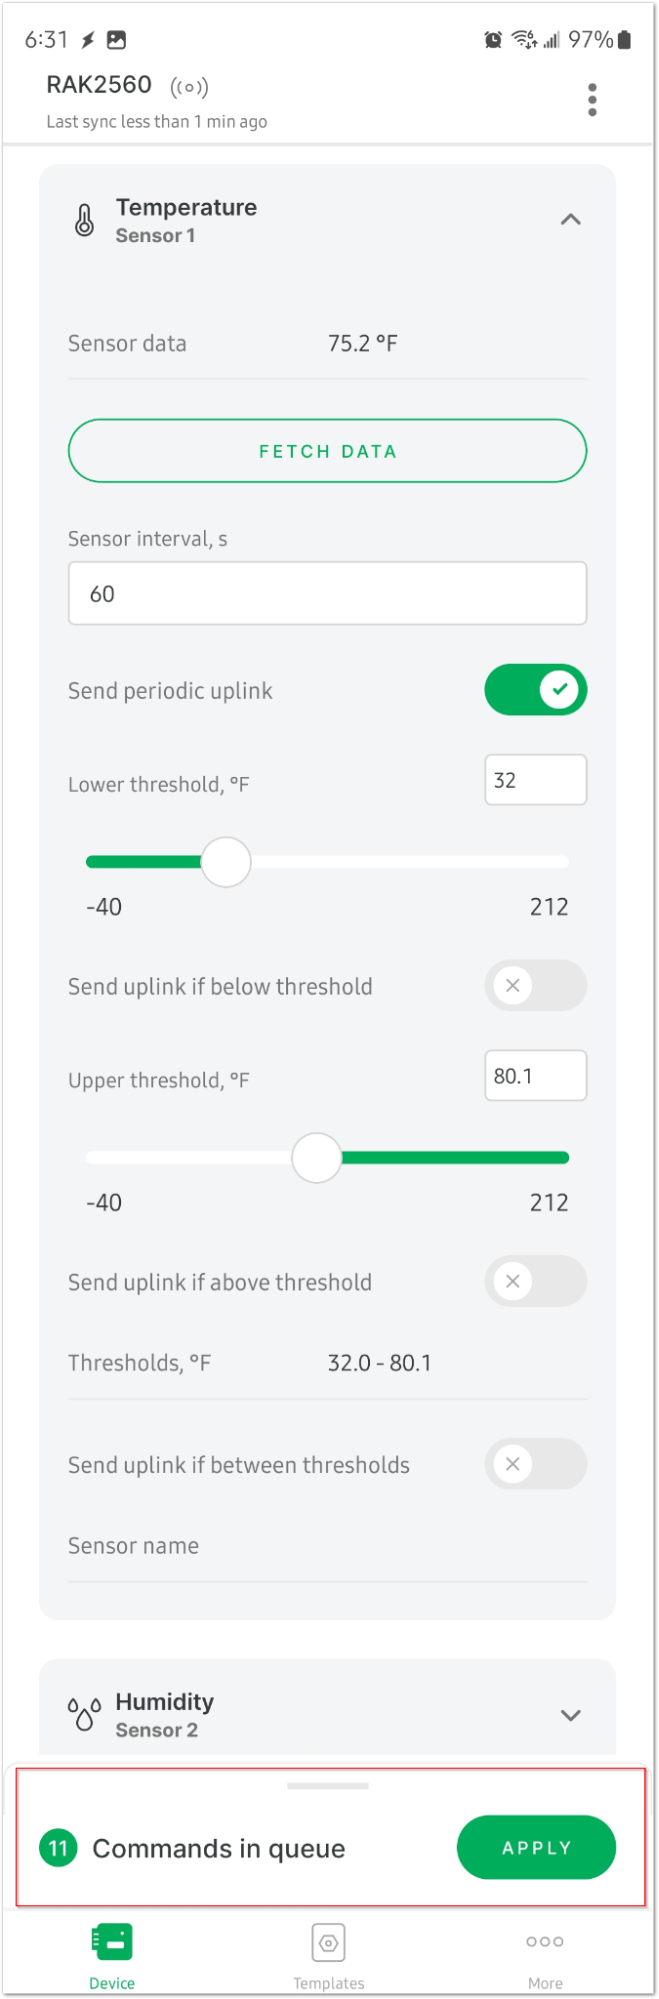 6:31 97%
RAK2560
Last sync less than 1 min ago
Temperature
Sensor 1
Sensor data 75.2 °F
FETCH DATA
Sensor interval, s
60
Send periodic uplink
Lower threshold, °F 32
-40 212
Send uplink if below threshold
Upper threshold, °F 80.1
-40 212
Send uplink if above threshold
Thresholds, °F 32.0 - 80.1
Send uplink if between thresholds
Sensor name
Humidity
Sensor 2
11 Commands in queue APPLY
Device Templates More